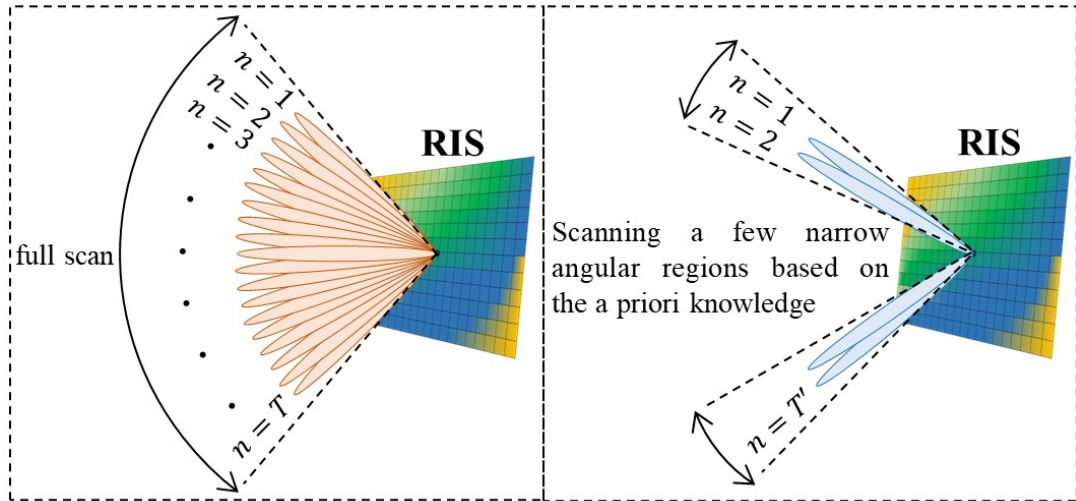 n = 1
n = 2
n = 3
RIS
full scan
n = T
n = 1
n = 2
RIS
Scanning a few narrow
angular regions based on
the a priori knowledge
n = T′